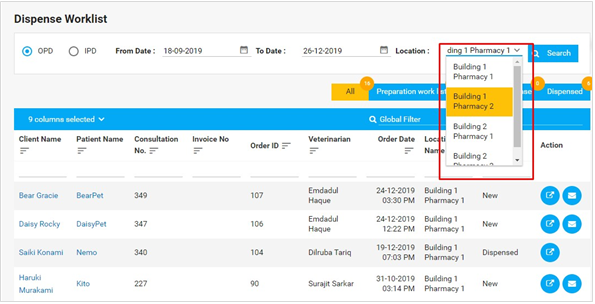 Dispense Worklist
OPD IPD From Date : 18-09-2019 To Date : 26-12-2019 Location : ding 1 Pharmacy 1 Search
Building 1
Pharmacy 1
Building 1
Pharmacy 2
Building 2
Pharmacy 1
Building 2
Pharmacy 2
All Preparation work Dispensed
9 columns selected Global Filter
Client Name Patient Name Consultation No. Invoice No Order ID Veterinarian Order Date Name Action
Bear Gracie BearPet 349 107 Emdadul Haque 24-12-2019 03:30 PM Building 1 Pharmacy 1 New
Daisy Rocky DaisyPet 347 106 Emdadul Haque 24-12-2019 12:22 PM Building 1 Pharmacy 1 New
Saiki Konami Nemo 340 104 Dilruba Tariq 19-12-2019 07:03 PM Building 1 Pharmacy 1 Dispensed
Haruki Murakami Kito 227 90 Surajit Sarkar 31-10-2019 03:14 PM Building 1 Pharmacy 1 New